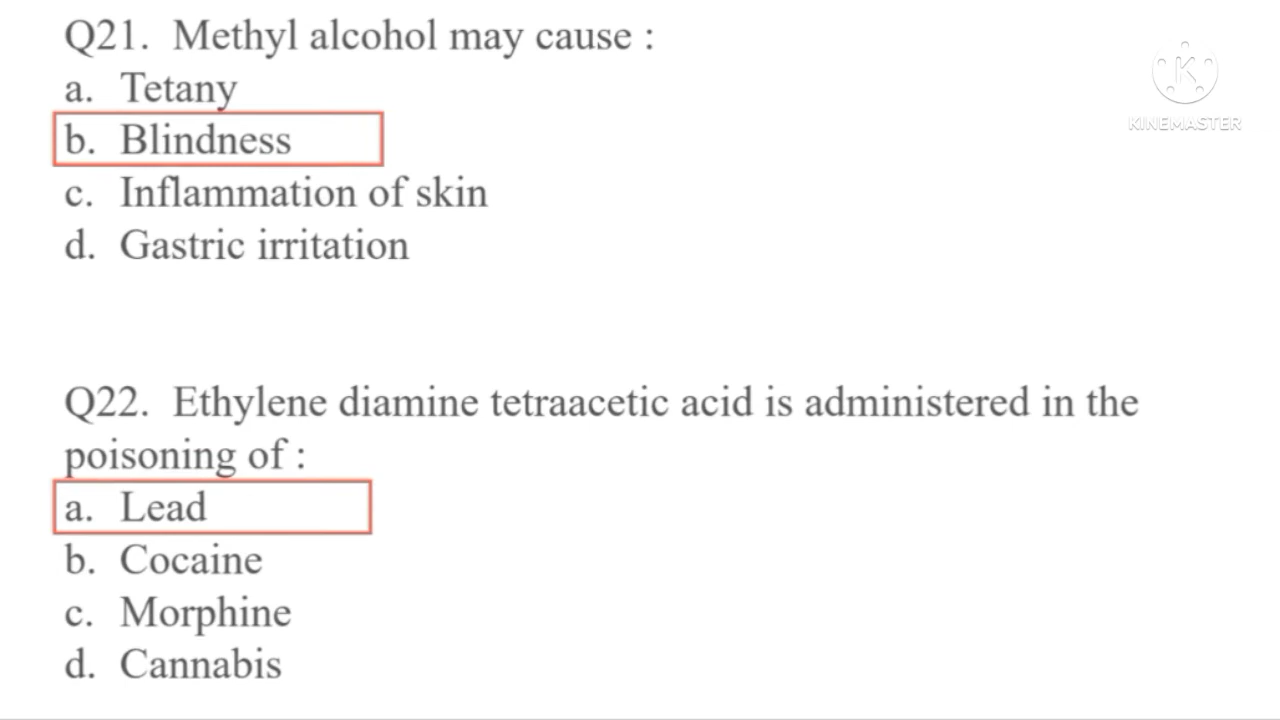 Q21. Methyl alcohol may cause :
a. Tetany
b. Blindness
c. Inflammation of skin
d. Gastric irritation
Q22. Ethylene diamine tetraacetic acid is administered in the
poisoning of :
a. Lead
b. Cocaine
c. Morphine
d. Cannabis
K
KINEMASTER